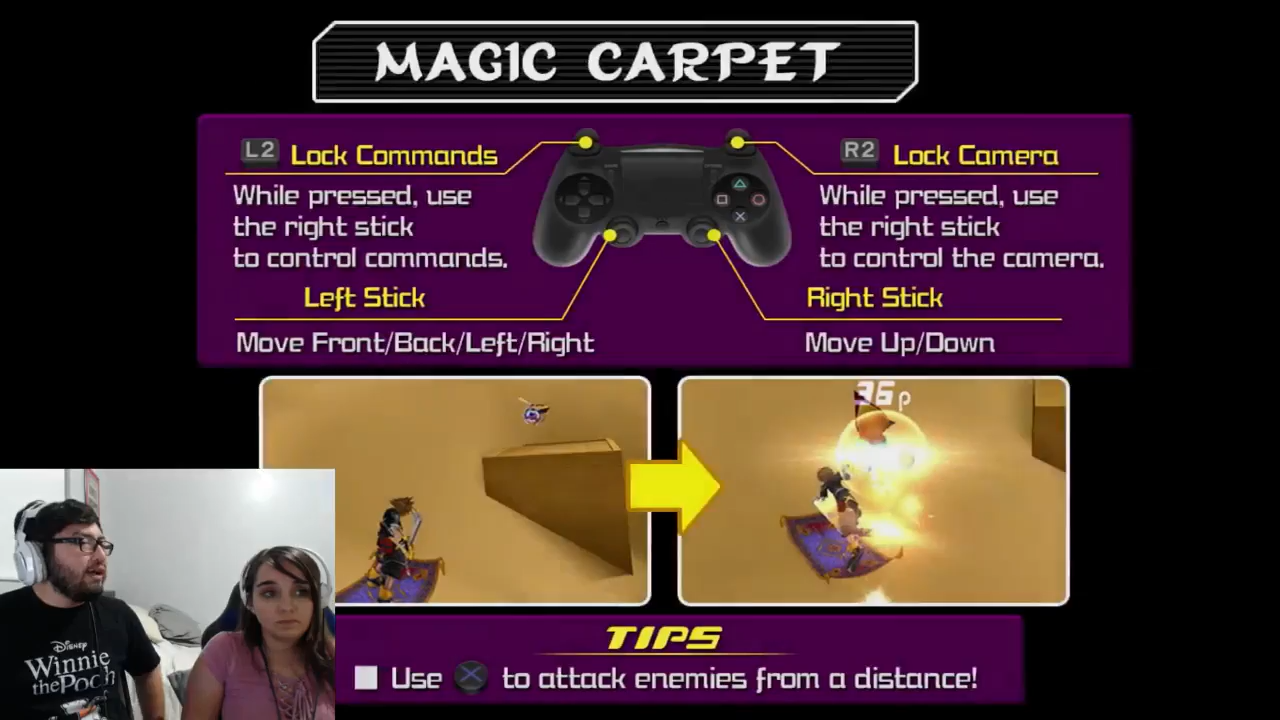 MAGIC CARPET
L2 Lock Commands
While pressed, use
the right stick
to control commands.
R2 Lock Camera
While pressed, use
the right stick
to control the camera.
Left Stick
Move Front/Back/Left/Right
Right Stick
Move Up/Down
36p
TIPS
Use X to attack enemies from a distance!
Disney
Winnie
the Pooh